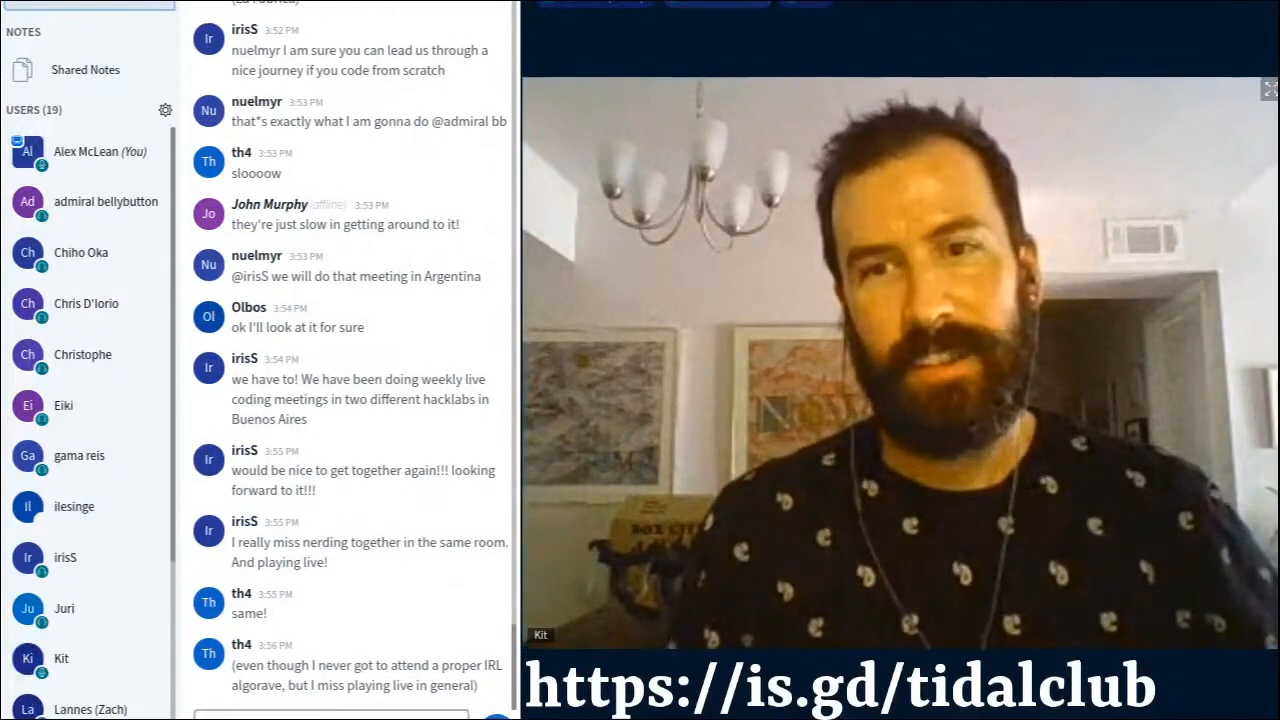 NOTES
Shared Notes
USERS (19)
Al
Alex McLean (You)
Ad
admiral bellybutton
Ch
Chiho Oka
Ch
Chris D'Iorio
Ch
Christophe
Ei
Eiki
Ga
gama reis
Il
ilesinge
Ir
irisS
Ju
Juri
Ki
Kit
La
Lannes (Zach)
Ir
irisS 3:52 PM
nuelmyr I am sure you can lead us through a
nice journey if you code from scratch
Nu
nuelmyr 3:53 PM
that*s exactly what I am gonna do @admiral bb
Th
th4 3:53 PM
sloooow
Jo
John Murphy (offline) 3:53 PM
they're just slow in getting around to it!
Nu
nuelmyr 3:53 PM
@irisS we will do that meeting in Argentina
Ol
Olbos 3:54 PM
ok I'll look at it for sure
Ir
irisS 3:54 PM
we have to! We have been doing weekly live
coding meetings in two different hacklabs in
Buenos Aires
Ir
irisS 3:55 PM
would be nice to get together again!!! looking
forward to it!!!
Ir
irisS 3:55 PM
I really miss nerding together in the same room.
And playing live!
Th
th4 3:55 PM
same!
Th
th4 3:56 PM
(even though I never got to attend a proper IRL
algorave, but I miss playing live in general)
BOX CITY
Kit
https://is.gd/tidalclub